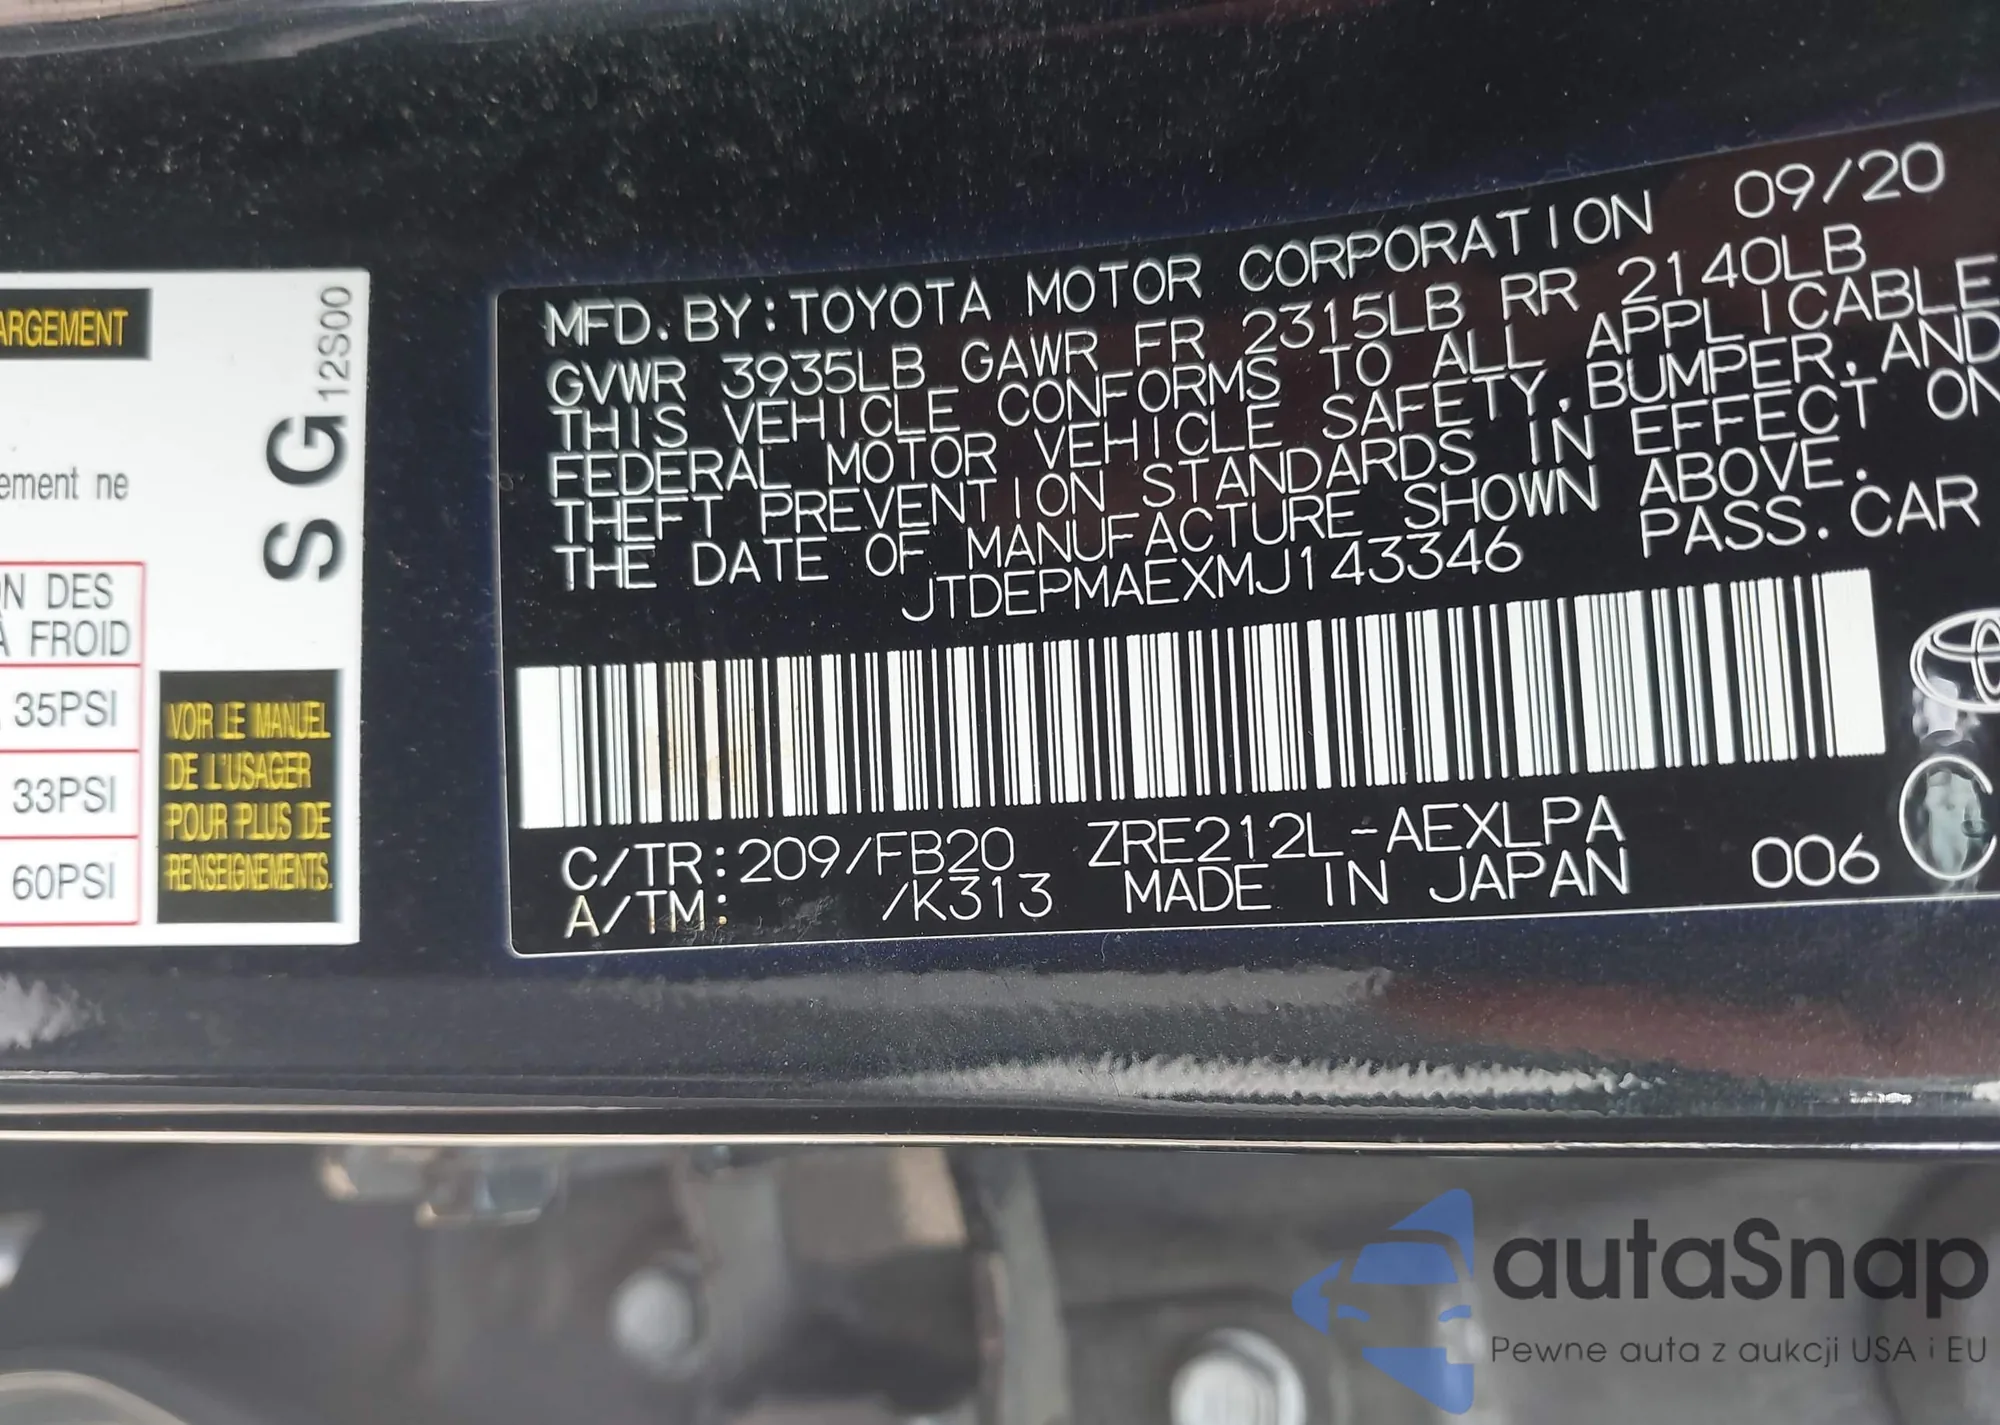 ARGEMENT
ement ne
N DES
À FROID
35PSI
33PSI
60PSI
SG12S00
VOIR LE MANUEL
DE L'USAGER
POUR PLUS DE
RENSEIGNEMENTS.
MFD. BY: TOYOTA MOTOR CORPORATION 09/20
GVWR 3935LB GAWR FR 2315LB RR 2140LB
THIS VEHICLE CONFORMS TO ALL APPLICABLE
FEDERAL MOTOR VEHICLE SAFETY, BUMPER, AND
THEFT PREVENTION STANDARDS IN EFFECT ON
THE DATE OF MANUFACTURE SHOWN ABOVE.
JTDEPMAEXMJ143346 PASS. CAR
C/TR: 209/FB20 ZRE212L-AEXLPA
A/TM: /K313 MADE IN JAPAN 006
autaSnap
Pewne auta z aukcji USA i EU